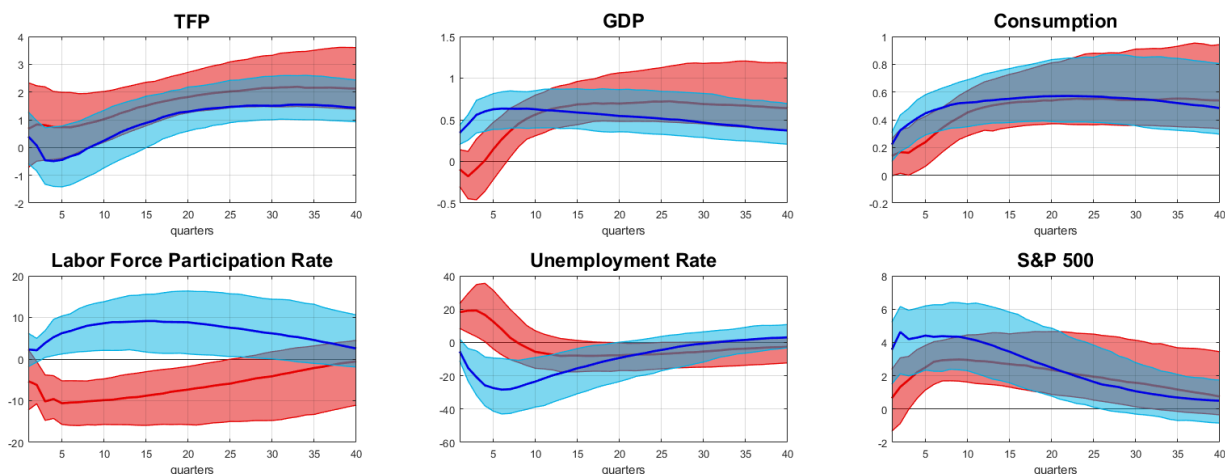 TFP
4
3
2
1
0
-1
-2
5 10 15 20 25 30 35 40
quarters
GDP
1.5
1
0.5
0
-0.5
5 10 15 20 25 30 35 40
quarters
Consumption
1
0.8
0.6
0.4
0.2
0
-0.2
5 10 15 20 25 30 35 40
quarters
Labor Force Participation Rate
20
10
0
-10
-20
5 10 15 20 25 30 35 40
quarters
Unemployment Rate
40
20
0
-20
-40
-60
5 10 15 20 25 30 35 40
quarters
S&P 500
8
6
4
2
0
-2
5 10 15 20 25 30 35 40
quarters